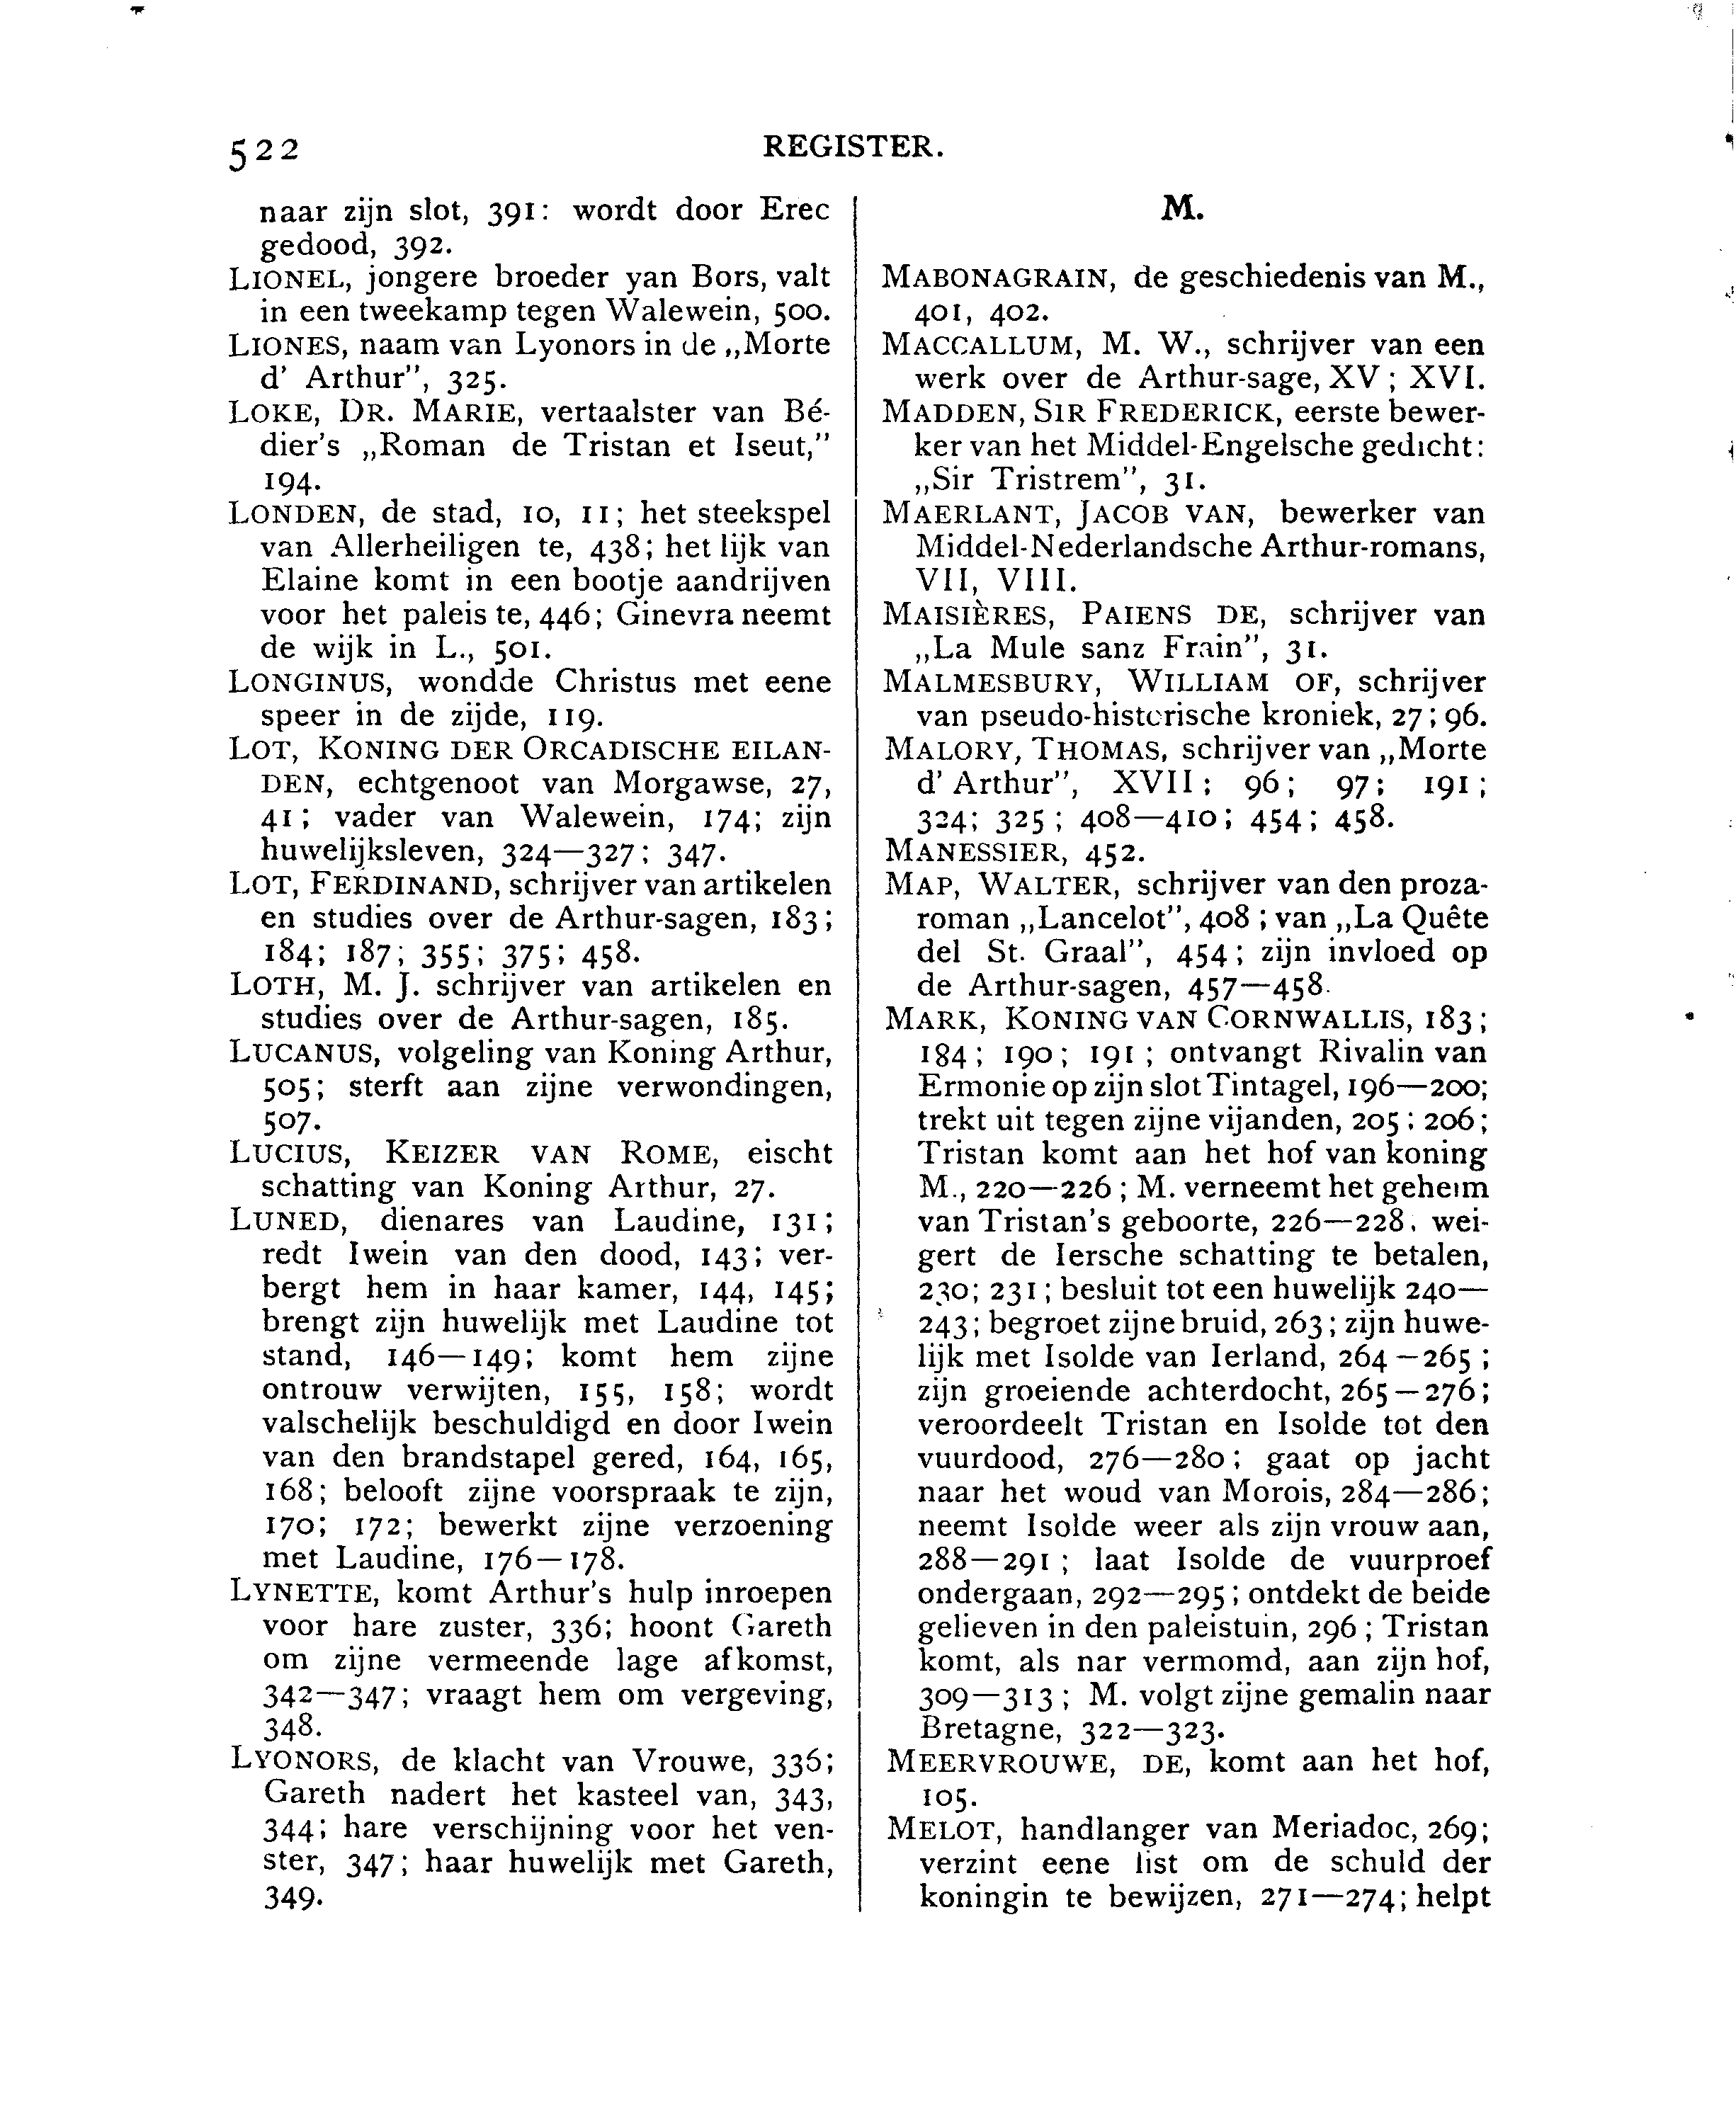 522
REGISTER.
naar zijn slot, 391: wordt door Erec
gedood, 392.
LIONEL, jongere broeder yan Bors, valt
in een tweekamp tegen Walewein, 500.
LIONES, naam van Lyonors in de „Morte
d' Arthur", 325.
LOKE, DR. MARIE, vertaalster van Bé-
dier's „Roman de Tristan et Iseut,"
194.
LONDEN, de stad, 10, 11; het steekspel
van Allerheiligen te, 438; het lijk van
Elaine komt in een bootje aandrijven
voor het paleis te, 446; Ginevra neemt
de wijk in L., 501.
LONGINUS, wondde Christus met eene
speer in de zijde, 119.
LOT, KONING DER ORCADISCHE EILAN-
DEN, echtgenoot van Morgawse, 27,
41; vader van Walewein, 174; zijn
huwelijksleven, 324—327; 347.
LOT, FERDINAND, schrijver van artikelen
en studies over de Arthur-sagen, 183;
184; 187; 355; 375; 458.
LOTH, M. J. schrijver van artikelen en
studies over de Arthur-sagen, 185.
LUCANUS, volgeling van Koning Arthur,
505; sterft aan zijne verwondingen,
507.
LUCIUS, KEIZER VAN ROME, eischt
schatting van Koning Arthur, 27.
LUNED, dienares van Laudine, 131;
redt Iwein van den dood, 143; ver-
bergt hem in haar kamer, 144, 145;
brengt zijn huwelijk met Laudine tot
stand, 146—149; komt hem zijne
ontrouw verwijten, 155, 158; wordt
valschelijk beschuldigd en door Iwein
van den brandstapel gered, 164, 165,
168; belooft zijne voorspraak te zijn,
170; 172; bewerkt zijne verzoening
met Laudine, 176—178.
LYNETTE, komt Arthur's hulp inroepen
voor hare zuster, 336; hoont Gareth
om zijne vermeende lage afkomst,
342—347; vraagt hem om vergeving,
348.
LYONORS, de klacht van Vrouwe, 336;
Gareth nadert het kasteel van, 343,
344; hare verschijning voor het ven-
ster, 347; haar huwelijk met Gareth,
349.
M.
MABONAGRAIN, de geschiedenis van M.,
401, 402.
MACCALLUM, M. W., schrijver van een
werk over de Arthur-sage, XV; XVI.
MADDEN, SIR FREDERICK, eerste bewer-
ker van het Middel-Engelsche gedicht:
„Sir Tristrem", 31.
MAERLANT, JACOB VAN, bewerker van
Middel-Nederlandsche Arthur-romans,
VII, VIII.
MAISIÈRES, PAIENS DE, schrijver van
„La Mule sanz Frain", 31.
MALMESBURY, WILLIAM OF, schrijver
van pseudo-historische kroniek, 27; 96.
MALORY, THOMAS, schrijver van „Morte
d' Arthur", XVII; 96; 97; 191;
324; 325; 408—410; 454; 458.
MANESSIER, 452.
MAP, WALTER, schrijver van den proza-
roman „Lancelot", 408; van „La Quête
del St. Graal", 454; zijn invloed op
de Arthur-sagen, 457—458.
MARK, KONING VAN CORNWALLIS, 183;
184; 190; 191; ontvangt Rivalin van
Ermonie op zijn slot Tintagel, 196—200;
trekt uit tegen zijne vijanden, 205; 206;
Tristan komt aan het hof van koning
M., 220—226; M. verneemt het geheim
van Tristan's geboorte, 226—228; wei-
gert de Iersche schatting te betalen,
230; 231; besluit tot een huwelijk 240—
243; begroet zijne bruid, 263; zijn huwe-
lijk met Isolde van Ierland, 264—265;
zijn groeiende achterdocht, 265—276;
veroordeelt Tristan en Isolde tot den
vuurdood, 276—280; gaat op jacht
naar het woud van Morois, 284—286;
neemt Isolde weer als zijn vrouw aan,
288—291; laat Isolde de vuurproef
ondergaan, 292—295; ontdekt de beide
gelieven in den paleistuin, 296; Tristan
komt, als nar vermomd, aan zijn hof,
309—313; M. volgt zijne gemalin naar
Bretagne, 322—323.
MEERVROUWE, DE, komt aan het hof,
105.
MELOT, handlanger van Meriadoc, 269;
verzint eene list om de schuld der
koningin te bewijzen, 271—274; helpt